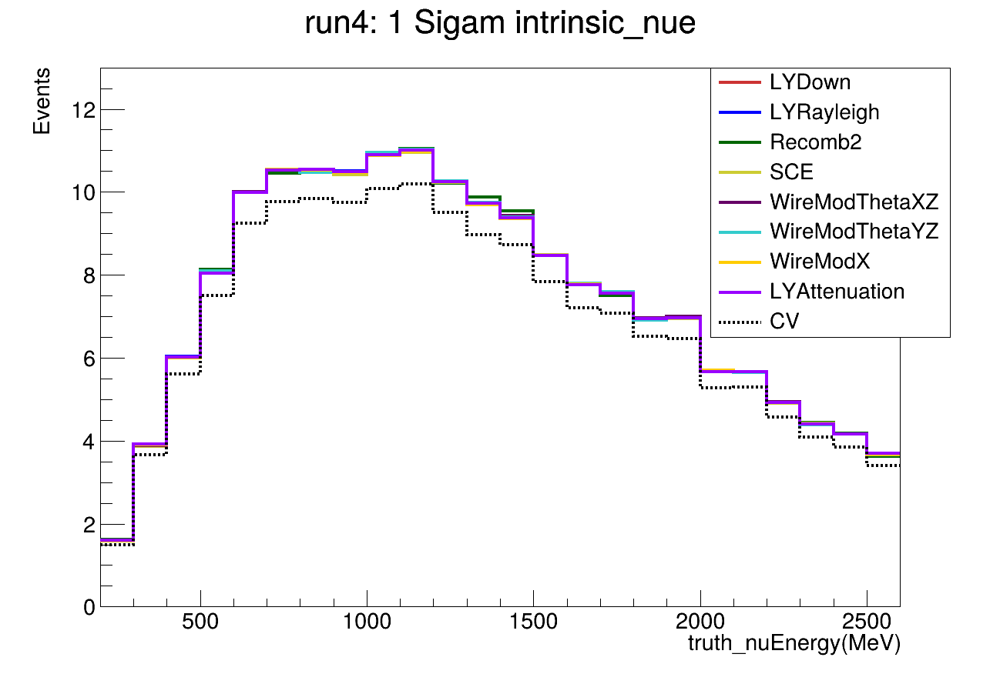 run4: 1 Sigam intrinsic_nue
Events
LYDown
LYRayleigh
Recomb2
SCE
WireModThetaXZ
WireModThetaYZ
WireModX
LYAttenuation
CV
12
10
8
6
4
2
0
500 1000 1500 2000 2500
truth_nuEnergy(MeV)